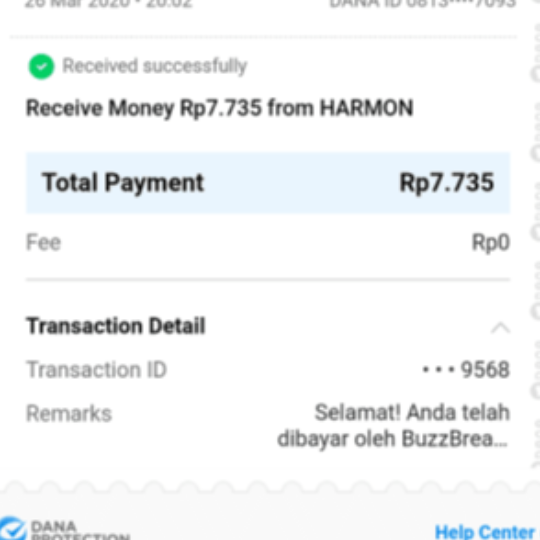 26 Mar 2020 • 20:02
DANA ID 0813••••7093
Received successfully
Receive Money Rp7.735 from HARMON
Total Payment Rp7.735
Fee Rp0
Transaction Detail
Transaction ID • • • 9568
Remarks Selamat! Anda telah
dibayar oleh BuzzBrea...
DANA
PROTECTION
Help Center